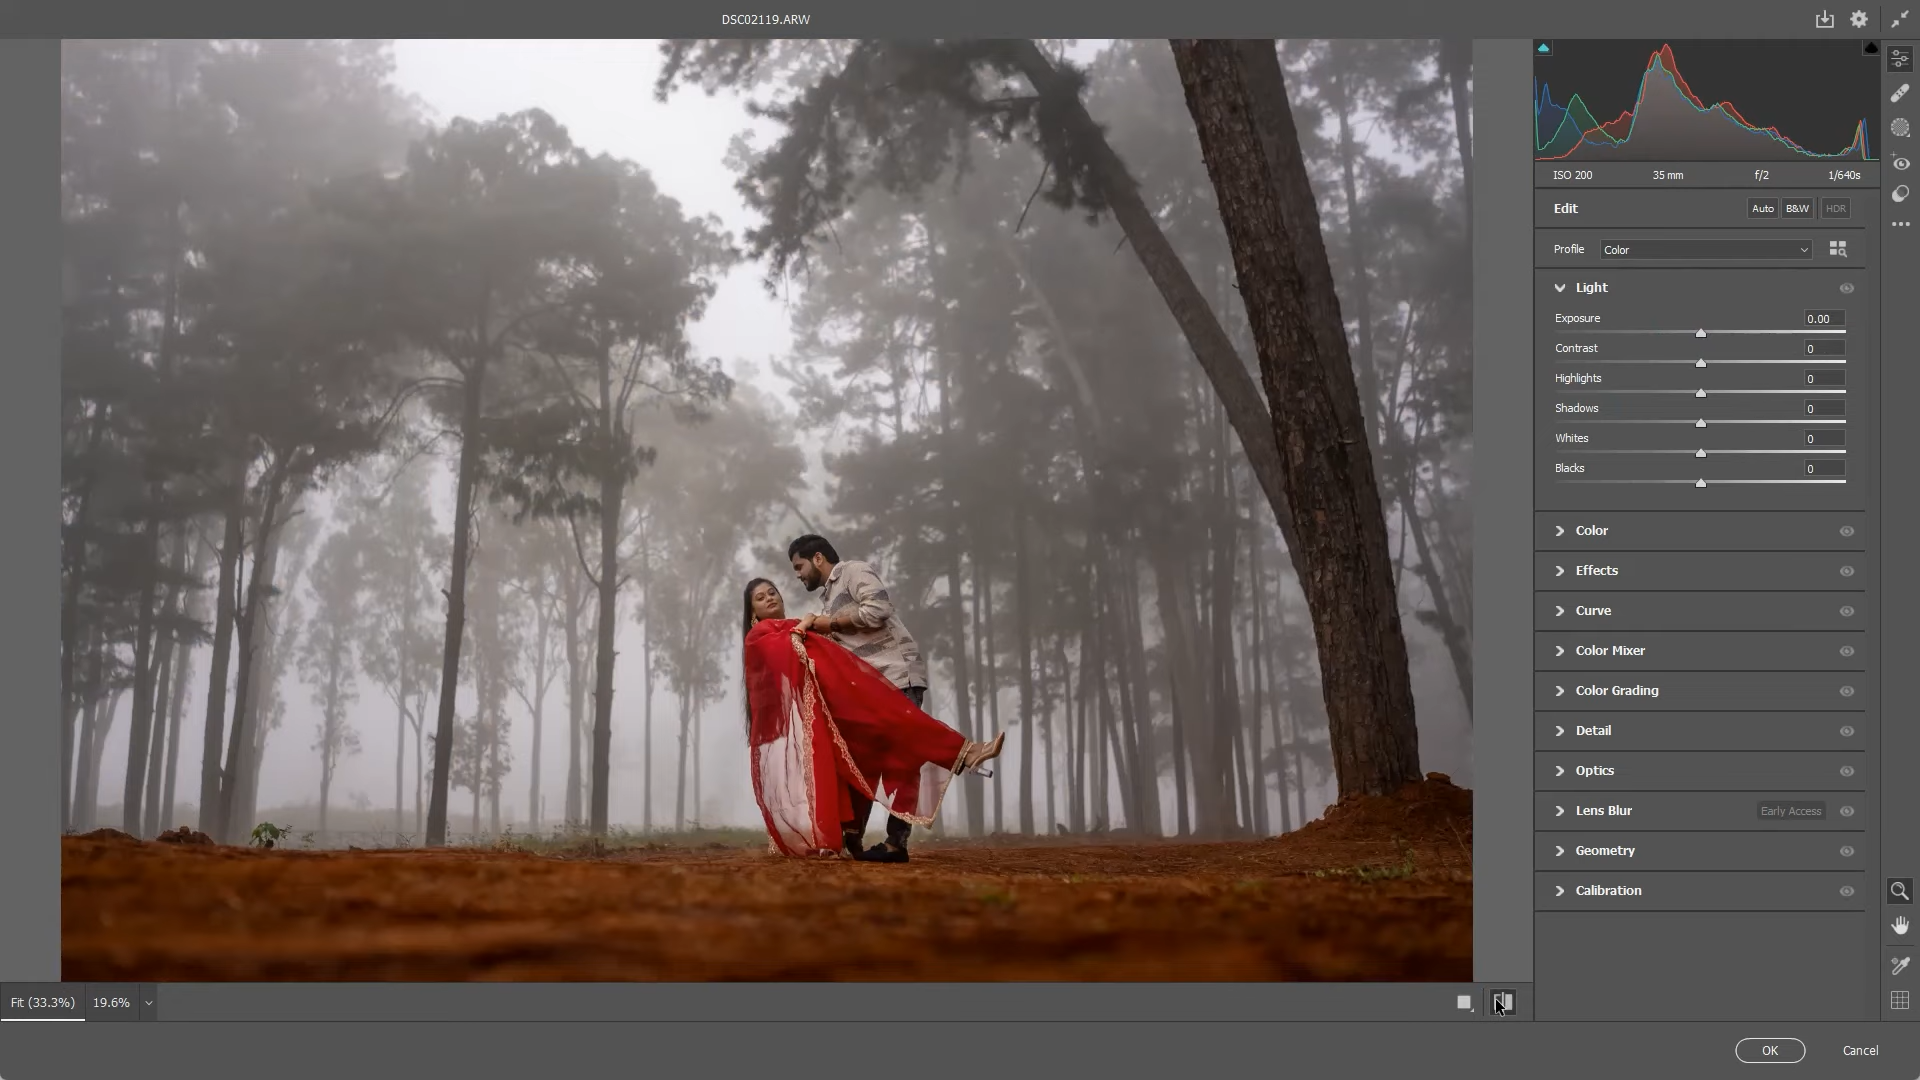 DSC02119.ARW
ISO 200 35 mm f/2 1/640s
Edit Auto B&W HDR
Profile Color
Light
Exposure 0.00
Contrast 0
Highlights 0
Shadows 0
Whites 0
Blacks 0
Color
Effects
Curve
Color Mixer
Color Grading
Detail
Optics
Lens Blur Early Access
Geometry
Calibration
Fit (33.3%) 19.6%
OK Cancel